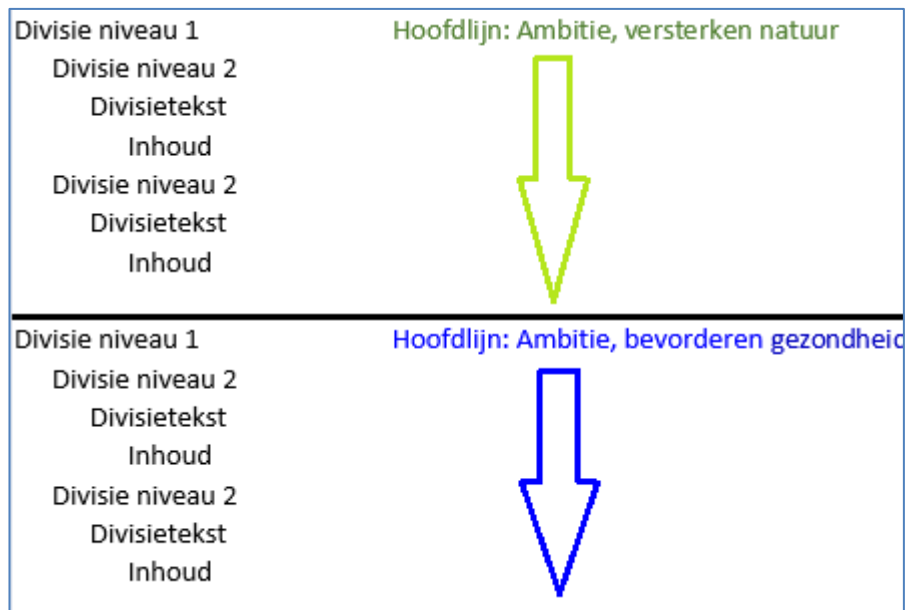 Divisie niveau 1 Hoofdlijn: Ambitie, versterken natuur
Divisie niveau 2
Divisietekst
Inhoud
Divisie niveau 2
Divisietekst
Inhoud
Divisie niveau 1 Hoofdlijn: Ambitie, bevorderen gezondheid
Divisie niveau 2
Divisietekst
Inhoud
Divisie niveau 2
Divisietekst
Inhoud